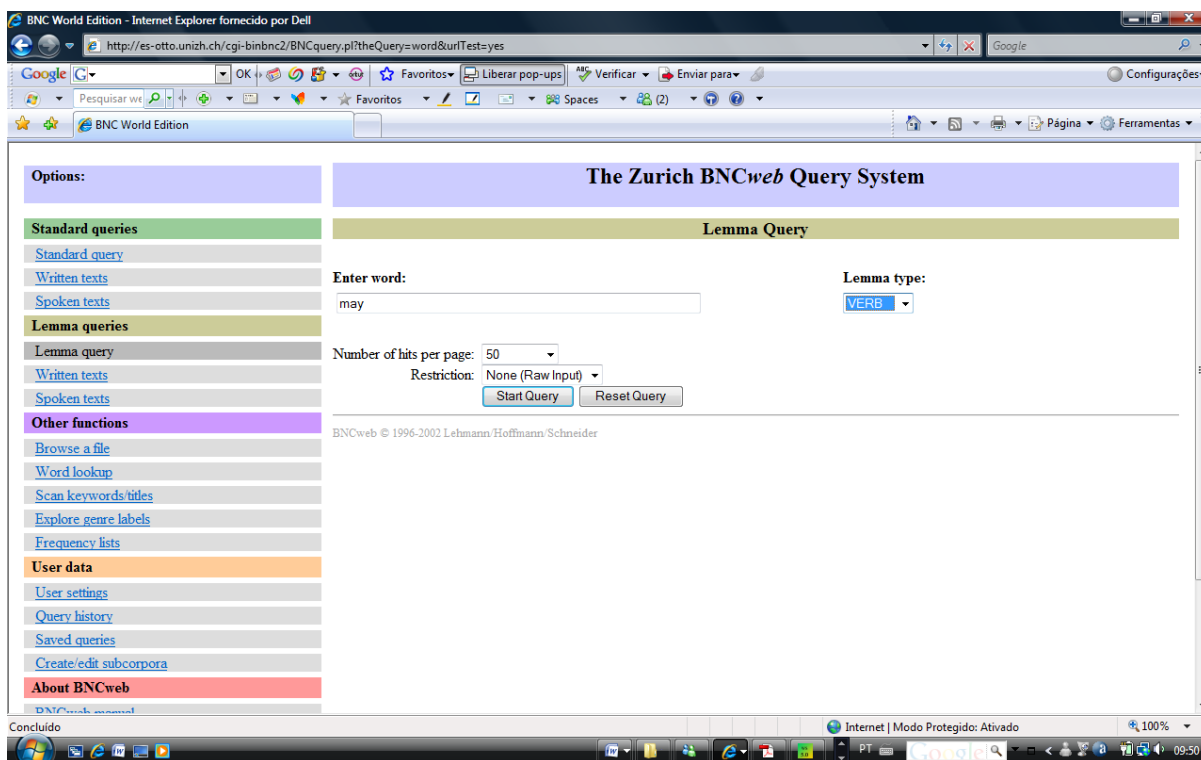 BNC World Edition - Internet Explorer fornecido por Dell
http://es-otto.unizh.ch/cgi-binbnc2/BNCquery.pl?theQuery=word&urlTest=yes
Google
Google G OK Favoritos Liberar pop-ups Verificar Enviar para Configurações
Pesquisar we Favoritos Spaces (2)
BNC World Edition Página Ferramentas
Options:
The Zurich BNCweb Query System
Standard queries
Standard query
Written texts
Spoken texts
Lemma queries
Lemma query
Written texts
Spoken texts
Other functions
Browse a file
Word lookup
Scan keywords/titles
Explore genre labels
Frequency lists
User data
User settings
Query history
Saved queries
Create/edit subcorpora
About BNCweb
BNCweb manual
Lemma Query
Enter word: Lemma type:
may VERB
Number of hits per page: 50
Restriction: None (Raw Input)
Start Query Reset Query
BNCweb © 1996-2002 Lehmann/Hoffmann/Schneider
Concluído Internet | Modo Protegido: Ativado 100%
PT Google 09:50